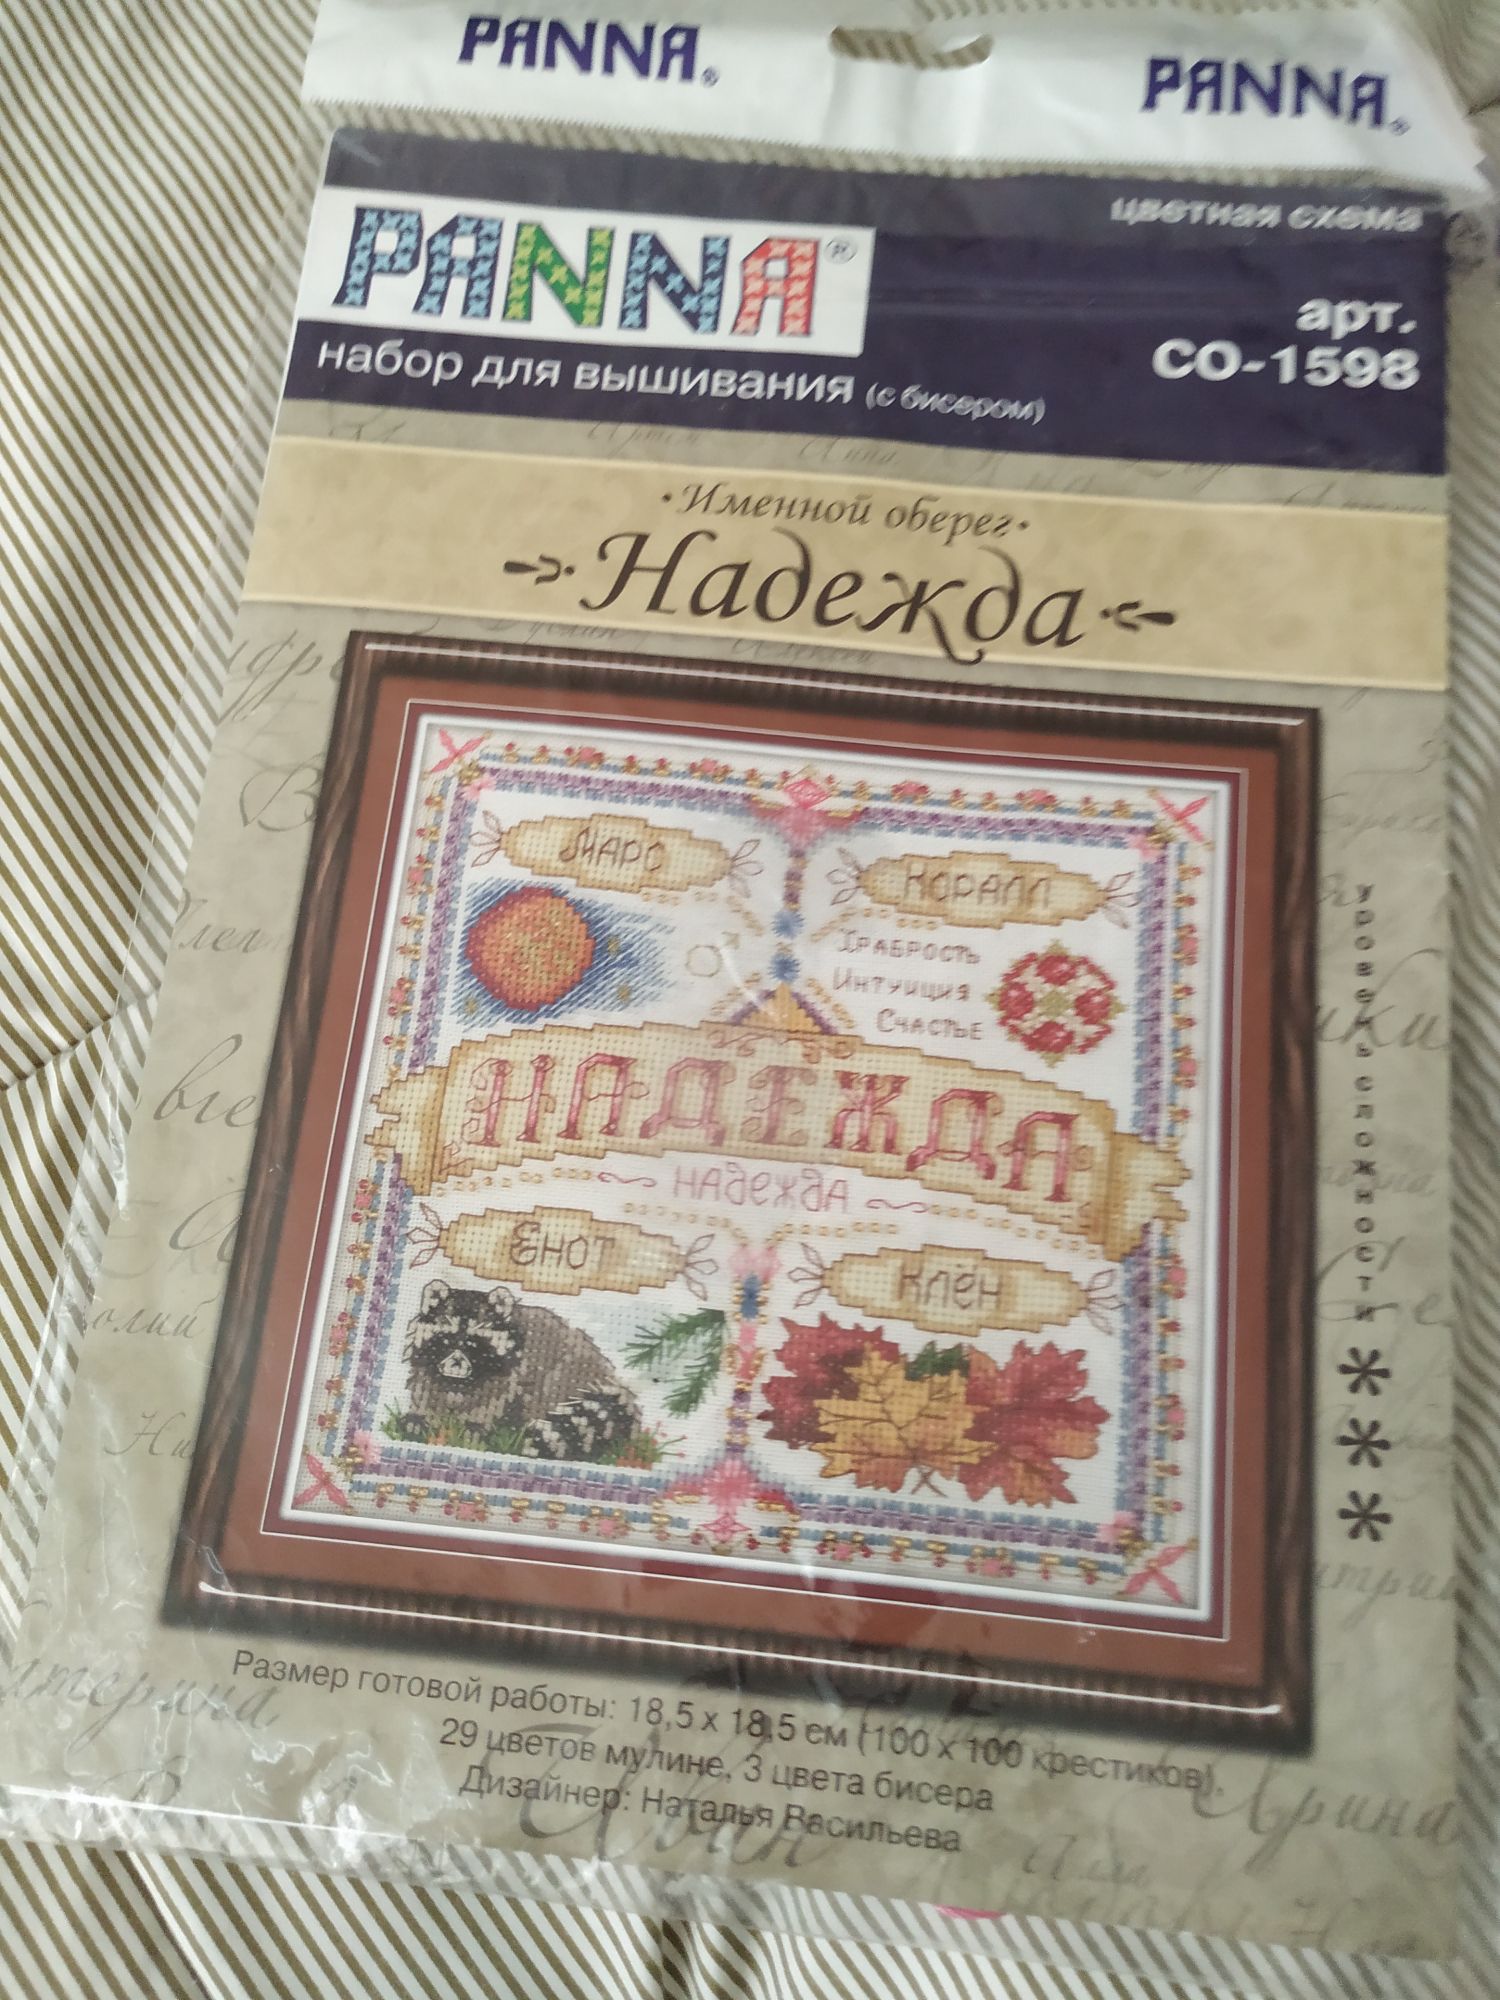 PANNA®
PANNA®
цветная схема
PANNA®
арт.
СО-1598
набор для вышивания (с бисером)
• Именной оберег •
Надежда
МАРС
КОРАЛЛ
ХРАБРОСТЬ
ИНТУИЦИЯ
СЧАСТЬЕ
НАДЕЖДА
НАДЕЖДА
ЕНОТ
КЛЁН
уровень сложности ***
Размер готовой работы: 18,5 х 18,5 см (100 х 100 крестиков).
29 цветов мулине, 3 цвета бисера
Дизайнер: Наталья Васильева